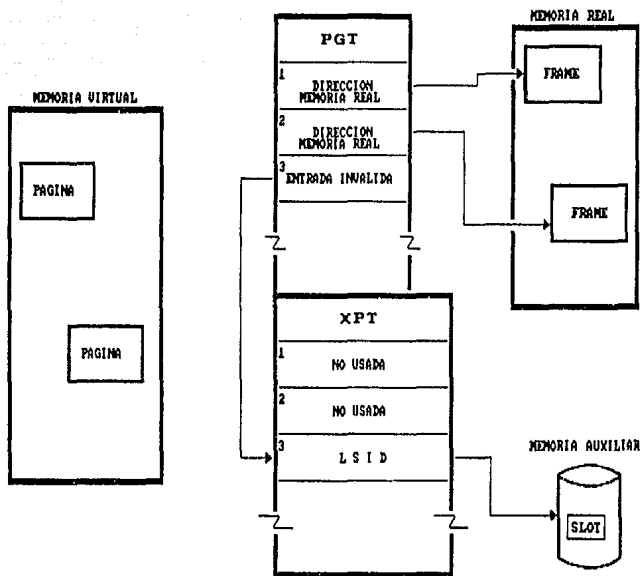 MEMORIA VIRTUAL
PAGINA
PAGINA
PGT
1
DIRECCION
MEMORIA REAL
2
DIRECCION
MEMORIA REAL
3
ENTRADA INVALIDA
XPT
1
NO USADA
2
NO USADA
3
L S I D
MEMORIA REAL
FRAME
FRAME
MEMORIA AUXILIAR
SLOT